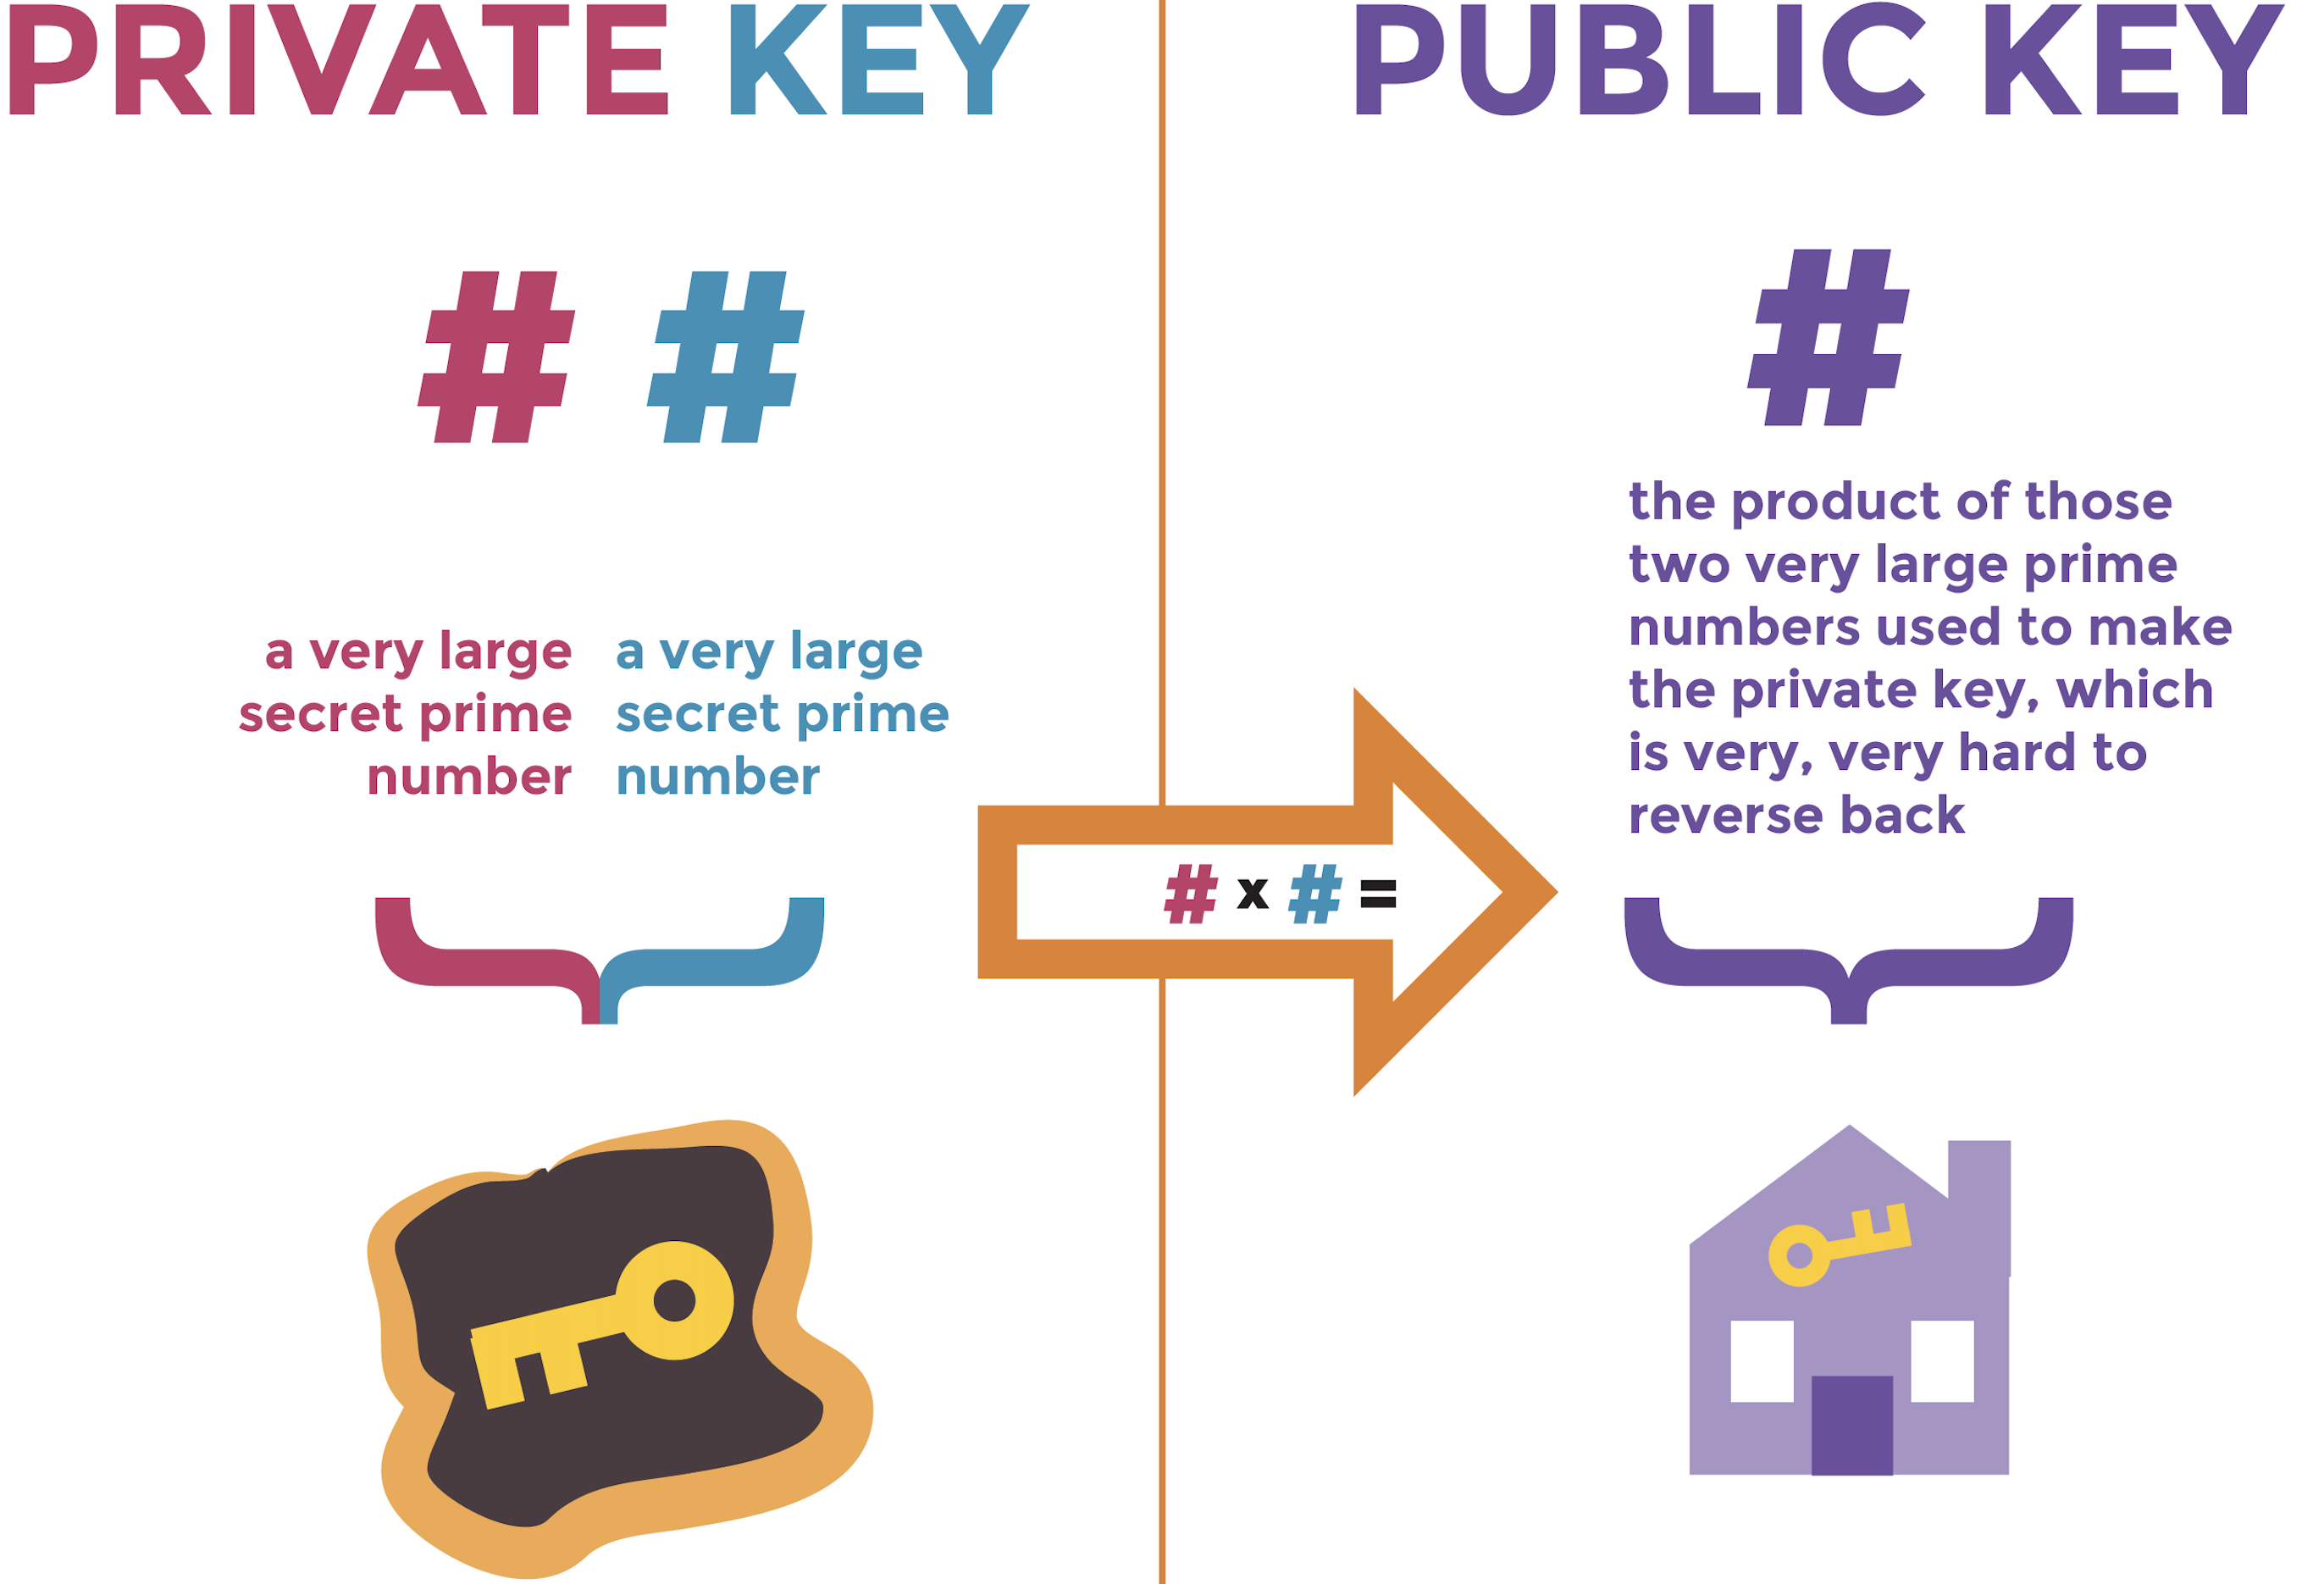 PRIVATE KEY
# #
a very large
secret prime
number
a very large
secret prime
number
# x # =
PUBLIC KEY
#
the product of those
two very large prime
numbers used to make
the private key, which
is very, very hard to
reverse back